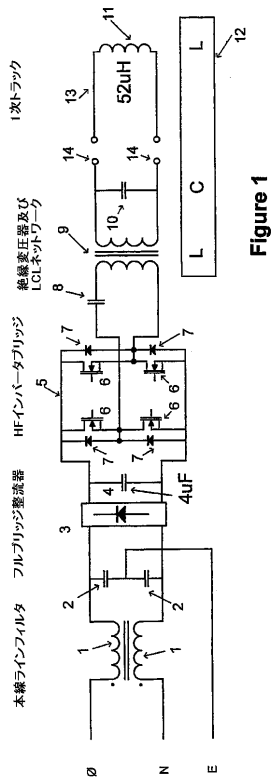 本線ラインフィルタ
フルブリッジ整流器
HFインバータブリッジ
絶縁変圧器及び
LCLネットワーク
1次トラック
1
1
2
2
3
4
4uF
5
6
6
6
6
7
7
7
7
8
9
10
11
52uH
13
14
14
L C L
12
Ø
N
E
Figure 1